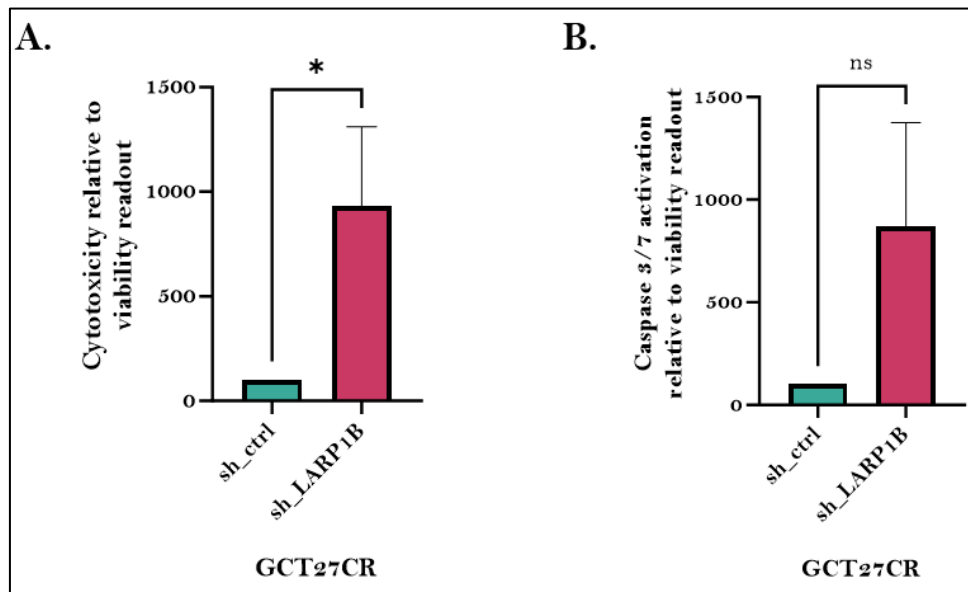 A.
*
1500
1000
500
0
Cytotoxicity relative to
viability readout
sh_ctrl
sh_LARP1B
GCT27CR
B.
ns
1500
1000
500
0
Caspase 3/7 activation
relative to viability readout
sh_ctrl
sh_LARP1B
GCT27CR